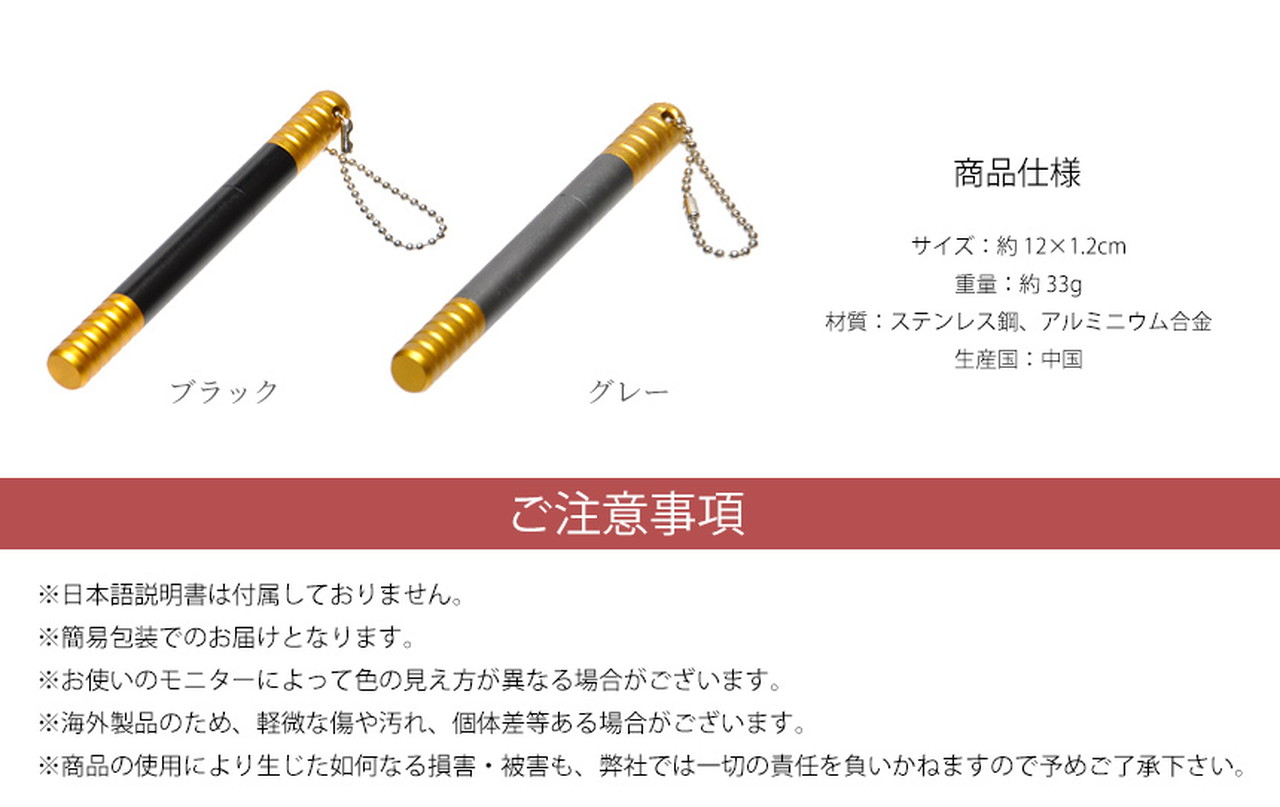 商品仕様
サイズ：約 12×1.2cm
重量：約 33g
材質：ステンレス鋼、アルミニウム合金
生産国：中国
ブラック
グレー
ご注意事項
※日本語説明書は付属しておりません。
※簡易包装でのお届けとなります。
※お使いのモニターによって色の見え方が異なる場合がございます。
※海外製品のため、軽微な傷や汚れ、個体差等ある場合がございます。
※商品の使用により生じた如何なる損害・被害も、弊社では一切の責任を負いかねますので予めご了承下さい。